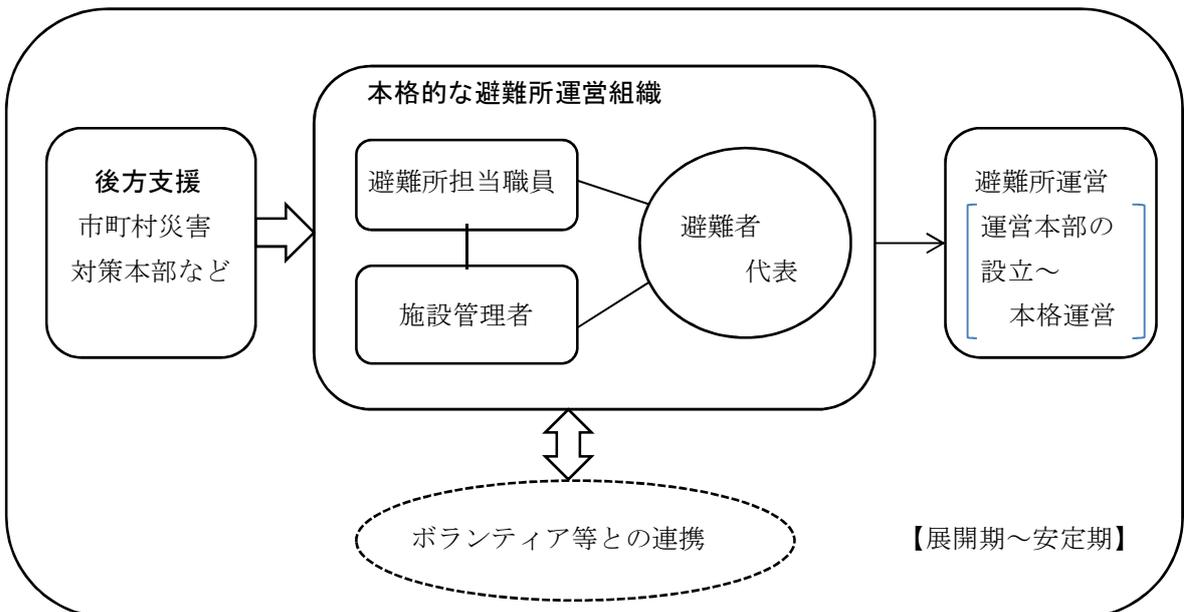 本格的な避難所運営組織
後方支援
市町村災害
対策本部など
避難所担当職員
施設管理者
避難者
代表
避難所運営
運営本部の
設立～
本格運営
ボランティア等との連携
【展開期～安定期】